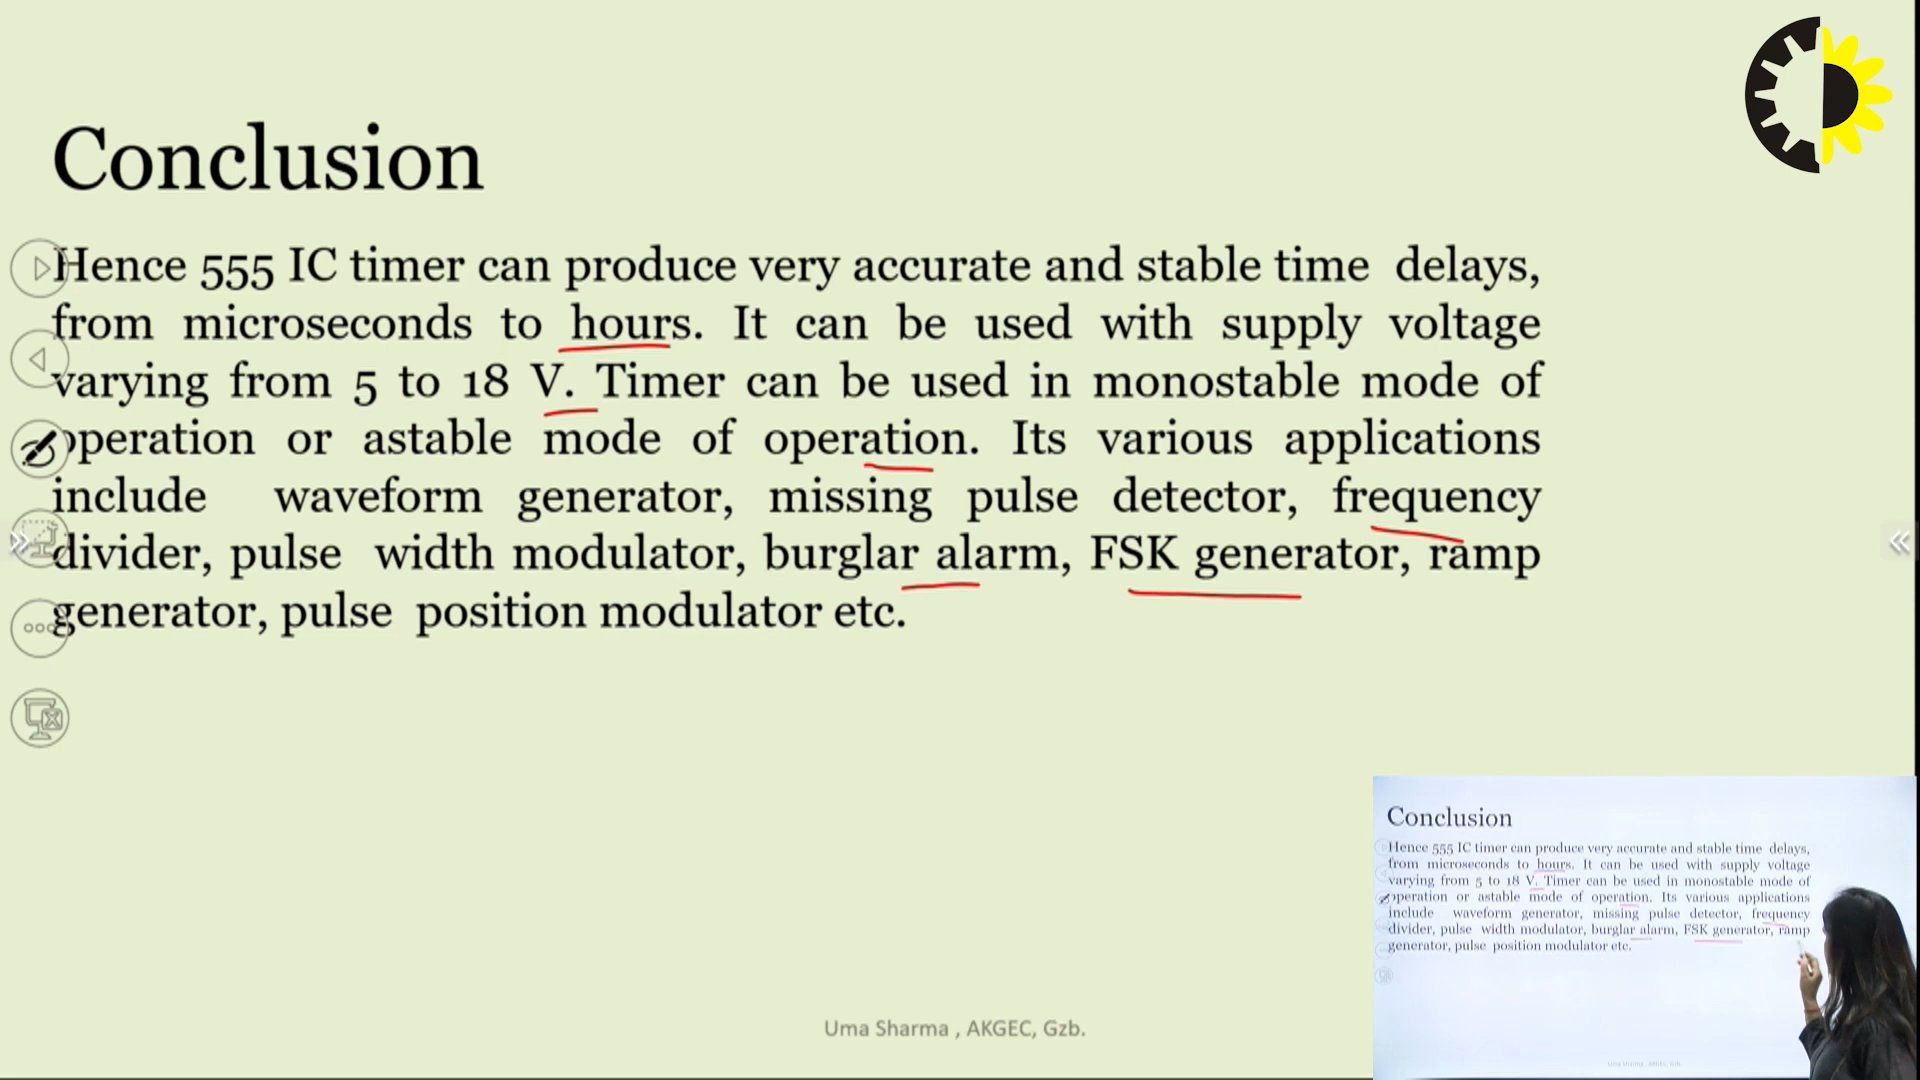 Conclusion
Hence 555 IC timer can produce very accurate and stable time delays,
from microseconds to hours. It can be used with supply voltage
varying from 5 to 18 V. Timer can be used in monostable mode of
operation or astable mode of operation. Its various applications
include waveform generator, missing pulse detector, frequency
divider, pulse width modulator, burglar alarm, FSK generator, ramp
generator, pulse position modulator etc.
Uma Sharma , AKGEC, Gzb.
Conclusion
Hence 555 IC timer can produce very accurate and stable time delays,
from microseconds to hours. It can be used with supply voltage
varying from 5 to 18 V. Timer can be used in monostable mode of
operation or astable mode of operation. Its various applications
include waveform generator, missing pulse detector, frequency
divider, pulse width modulator, burglar alarm, FSK generator, ramp
generator, pulse position modulator etc.